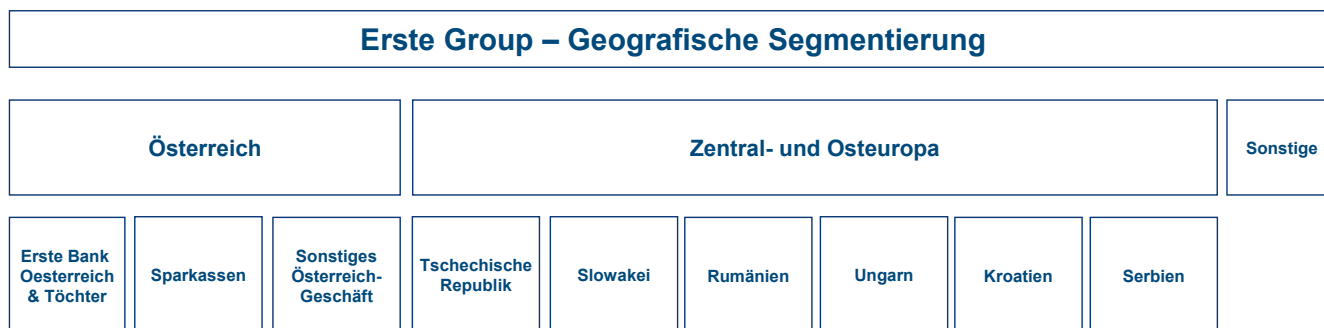 Erste Group – Geografische Segmentierung
Österreich
Zentral- und Osteuropa
Sonstige
Erste Bank
Oesterreich
& Töchter
Sparkassen
Sonstiges
Österreich-
Geschäft
Tschechische
Republik
Slowakei
Rumänien
Ungarn
Kroatien
Serbien